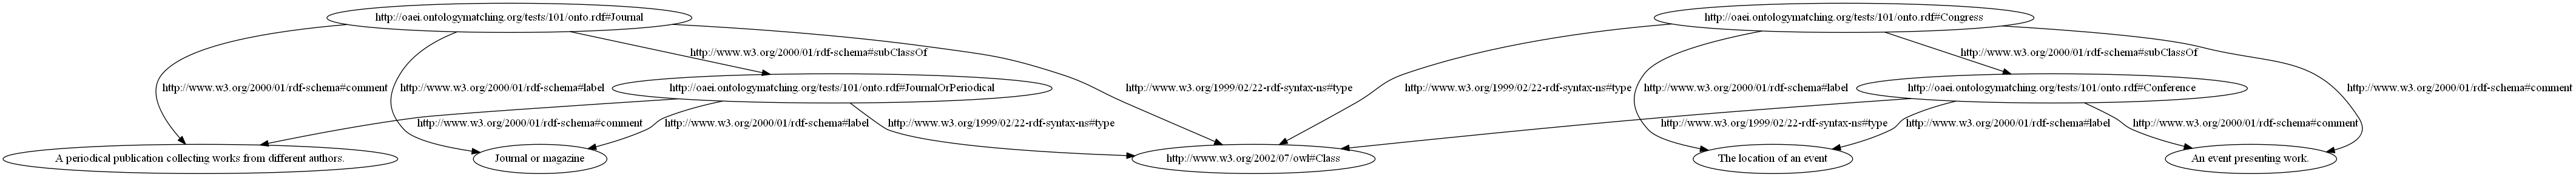 http://oaei.ontologymatching.org/tests/101/onto.rdf#Journal
http://oaei.ontologymatching.org/tests/101/onto.rdf#Congress
http://www.w3.org/2000/01/rdf-schema#subClassOf
http://www.w3.org/2000/01/rdf-schema#subClassOf
http://www.w3.org/2000/01/rdf-schema#comment
http://www.w3.org/2000/01/rdf-schema#label
http://oaei.ontologymatching.org/tests/101/onto.rdf#JournalOrPeriodical
http://www.w3.org/1999/02/22-rdf-syntax-ns#type
http://www.w3.org/1999/02/22-rdf-syntax-ns#type
http://www.w3.org/2000/01/rdf-schema#label
http://oaei.ontologymatching.org/tests/101/onto.rdf#Conference
http://www.w3.org/2000/01/rdf-schema#comment
http://www.w3.org/2000/01/rdf-schema#comment
http://www.w3.org/2000/01/rdf-schema#label
http://www.w3.org/1999/02/22-rdf-syntax-ns#type
http://www.w3.org/1999/02/22-rdf-syntax-ns#type
http://www.w3.org/2000/01/rdf-schema#label
http://www.w3.org/2000/01/rdf-schema#comment
A periodical publication collecting works from different authors.
Journal or magazine
http://www.w3.org/2002/07/owl#Class
The location of an event
An event presenting work.